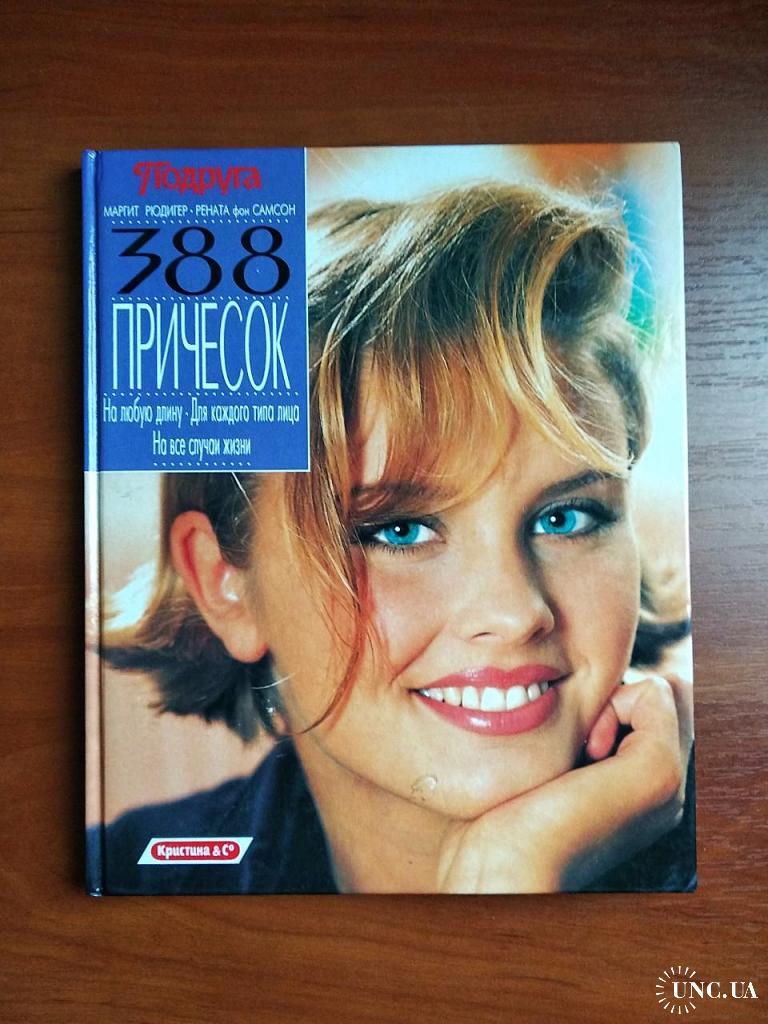 Подруга
МАРГИТ РЮДИГЕР · РЕНАТА фон САМСОН
388
ПРИЧЕСОК
На любую длину · Для каждого типа лица
На все случаи жизни
Кристина & Cº
UNC.UA